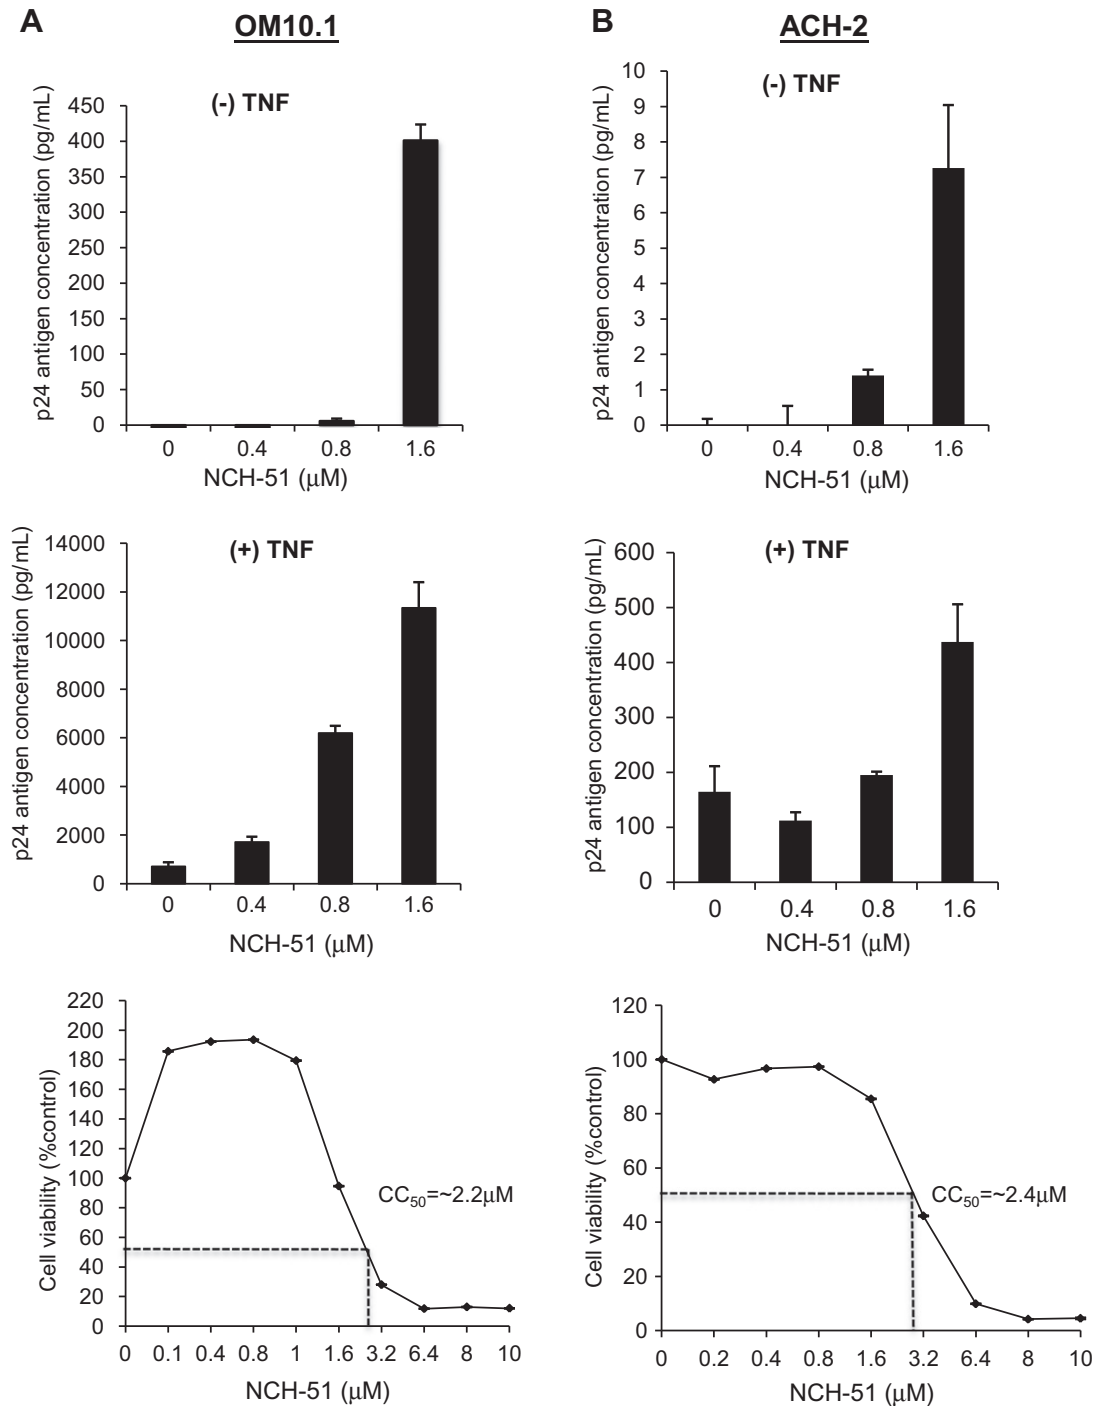 A
OM10.1
(-) TNF
p24 antigen concentration (pg/mL)
450
400
350
300
250
200
150
100
50
0
0 0.4 0.8 1.6
NCH-51 (μM)
(+) TNF
p24 antigen concentration (pg/mL)
14000
12000
10000
8000
6000
4000
2000
0
0 0.4 0.8 1.6
NCH-51 (μM)
Cell viability (%control)
220
200
180
160
140
120
100
80
60
40
20
0
CC50=~2.2μM
0 0.1 0.4 0.8 1 1.6 3.2 6.4 8 10
NCH-51 (μM)
B
ACH-2
(-) TNF
p24 antigen concentration (pg/mL)
10
9
8
7
6
5
4
3
2
1
0
0 0.4 0.8 1.6
NCH-51 (μM)
(+) TNF
p24 antigen concentration (pg/mL)
600
500
400
300
200
100
0
0 0.4 0.8 1.6
NCH-51 (μM)
Cell viability (%control)
120
100
80
60
40
20
0
CC50=~2.4μM
0 0.2 0.4 0.8 1.6 3.2 6.4 8 10
NCH-51 (μM)